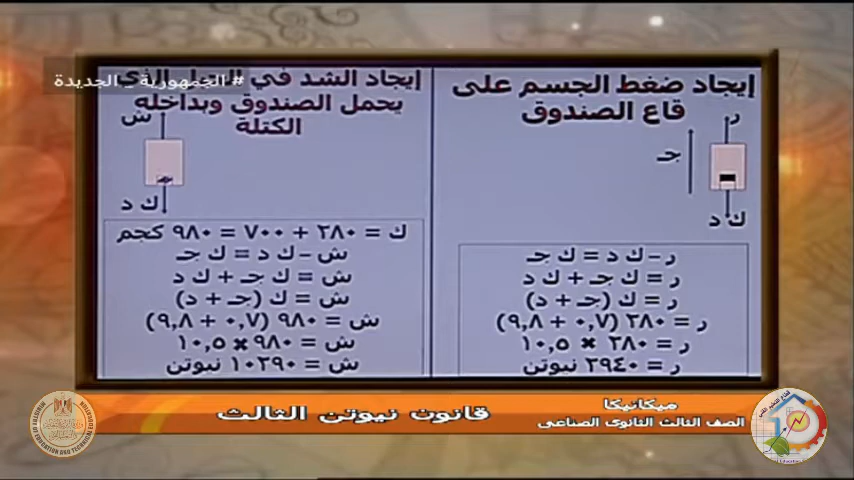 #الجمهورية_الجديدة
إيجاد ضغط الجسم على
قاع الصندوق
ر
جـ
ك د
ر – ك د = ك جـ
ر = ك جـ + ك د
ر = ك (جـ + د)
ر = ٢٨٠ (٠,٧ + ٩,٨)
ر = ٢٨٠ × ١٠,٥
ر = ٢٩٤٠ نيوتن
إيجاد الشد في الحبل الذي
يحمل الصندوق وبداخله
الكتلة
ش
ك د
ك = ٢٨٠ + ٧٠٠ = ٩٨٠ كجم
ش – ك د = ك جـ
ش = ك جـ + ك د
ش = ك (جـ + د)
ش = ٩٨٠ (٠,٧ + ٩,٨)
ش = ٩٨٠ × ١٠,٥
ش = ١٠٢٩٠ نيوتن
ميكانيكا
الصف الثالث الثانوى الصناعى
قانون نيوتن الثالث